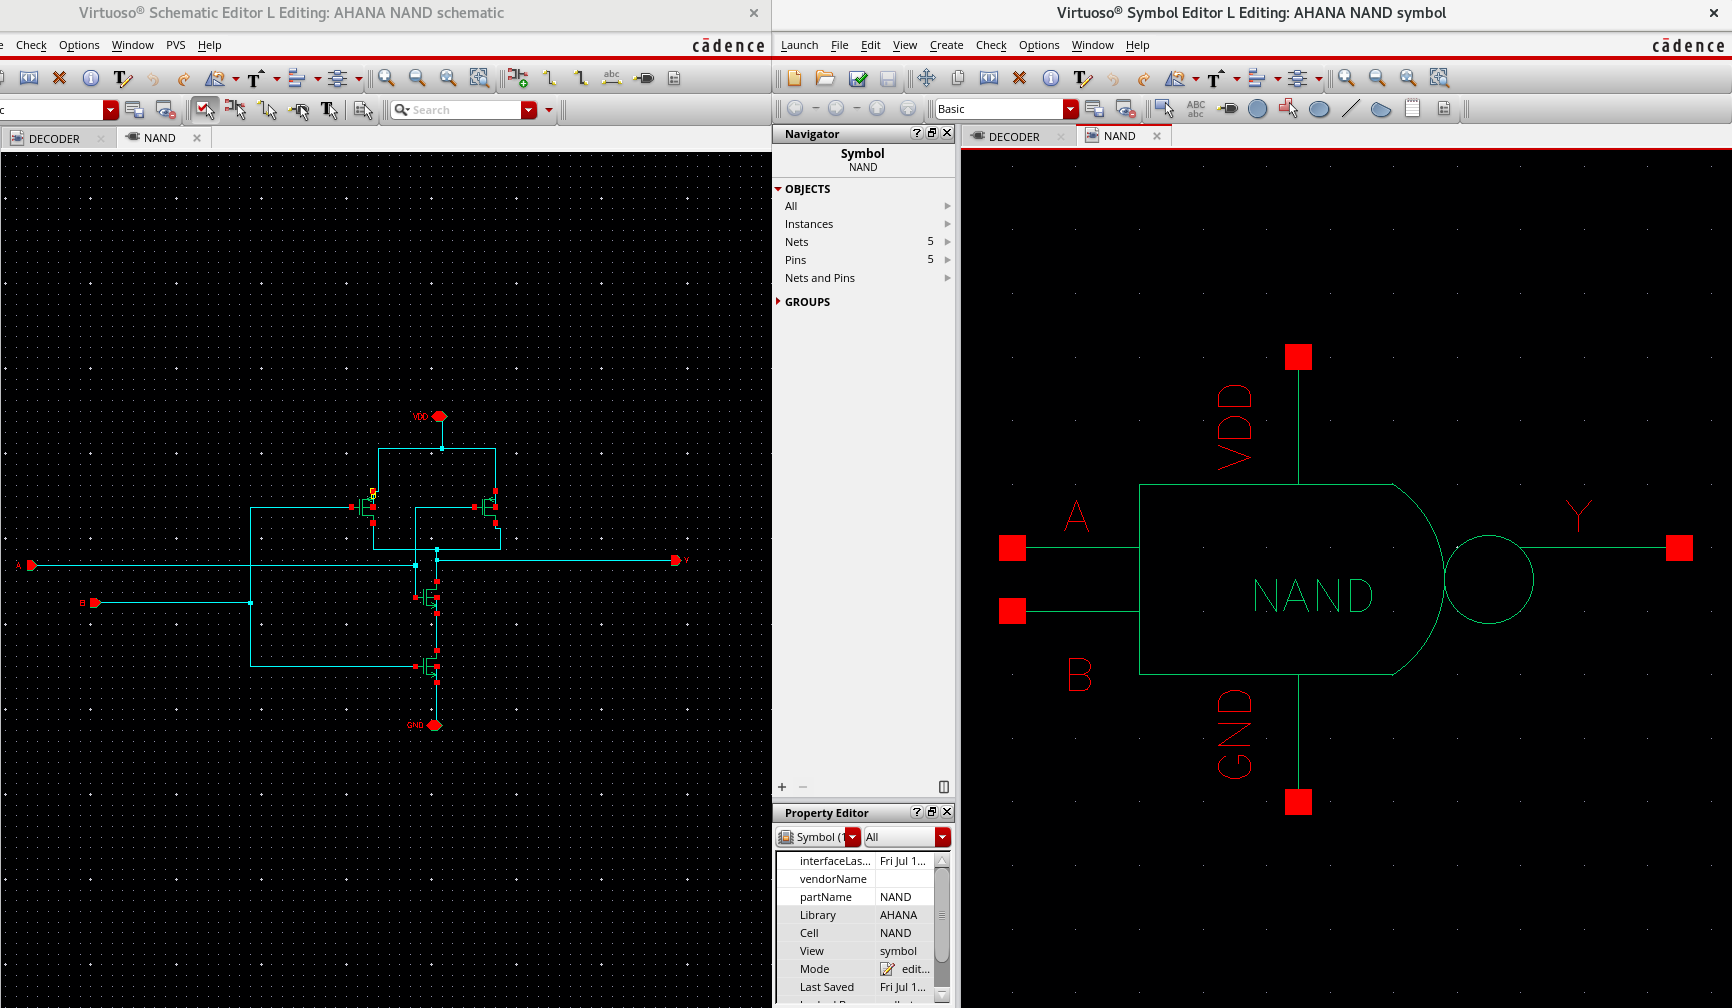 Virtuoso® Schematic Editor L Editing: AHANA NAND schematic
Check Options Window PVS Help
cādence
abc
c
Search
DECODER
NAND
VDD
A
B
Y
GND
Virtuoso® Symbol Editor L Editing: AHANA NAND symbol
Launch File Edit View Create Check Options Window Help
cādence
Basic
ABC
abc
Navigator
DECODER
NAND
Symbol
NAND
OBJECTS
All
Instances
Nets 5
Pins 5
Nets and Pins
GROUPS
Property Editor
Symbol (1 All
interfaceLas... Fri Jul 1...
vendorName
partName NAND
Library AHANA
Cell NAND
View symbol
Mode edit...
Last Saved Fri Jul 1...
VDD
A
Y
NAND
B
GND